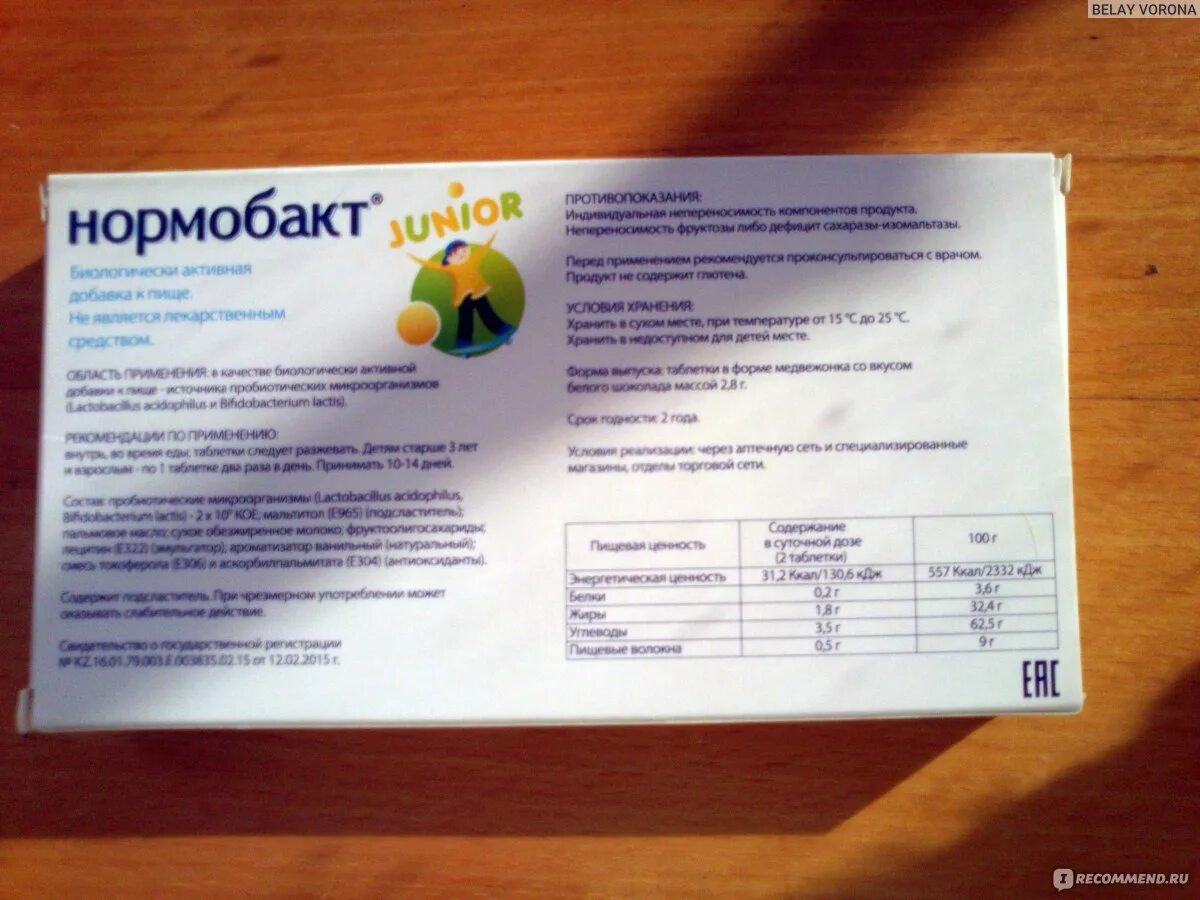 BELAY VORONA
нормобакт®
JUNIOR
Биологически активная
добавка к пище.
Не является лекарственным
средством.
ОБЛАСТЬ ПРИМЕНЕНИЯ: в качестве биологически активной
добавки к пище - источника пробиотических микроорганизмов
(Lactobacillus acidophilus и Bifidobacterium lactis).
РЕКОМЕНДАЦИИ ПО ПРИМЕНЕНИЮ:
внутрь, во время еды, таблетки следует разжевать. Детям старше 3 лет
и взрослым - по 1 таблетке два раза в день. Принимать 10-14 дней.
Состав: пробиотические микроорганизмы (Lactobacillus acidophilus,
Bifidobacterium lactis) - 2 x 10⁹ КОЕ; мальтитол (Е965) (подсластитель);
пальмовое масло; сухое обезжиренное молоко; фруктоолигосахариды;
лецитин (Е322) (эмульгатор); ароматизатор ванильный (натуральный);
смесь токоферола (Е306) и аскорбилпальмитата (Е304) (антиоксиданты).
Содержит подсластитель. При чрезмерном употреблении может
оказывать слабительное действие.
Свидетельство о государственной регистрации
№ KZ.16.01.79.003.Е.003835.02.15 от 12.02.2015 г.
ПРОТИВОПОКАЗАНИЯ:
Индивидуальная непереносимость компонентов продукта.
Непереносимость фруктозы либо дефицит сахаразы-изомальтазы.
Перед применением рекомендуется проконсультироваться с врачом.
Продукт не содержит глютена.
УСЛОВИЯ ХРАНЕНИЯ:
Хранить в сухом месте, при температуре от 15 °С до 25 °С.
Хранить в недоступном для детей месте.
Форма выпуска: таблетки в форме медвежонка со вкусом
белого шоколада массой 2,8 г.
Срок годности: 2 года.
Условия реализации: через аптечную сеть и специализированные
магазины, отделы торговой сети.
Пищевая ценность Содержание в суточной дозе (2 таблетки) 100 г
Энергетическая ценность 31,2 Ккал/130,6 кДж 557 Ккал/2332 кДж
Белки 0,2 г 3,6 г
Жиры 1,8 г 32,4 г
Углеводы 3,5 г 62,5 г
Пищевые волокна 0,5 г 9 г
ЕАС
IRECOMMEND.RU